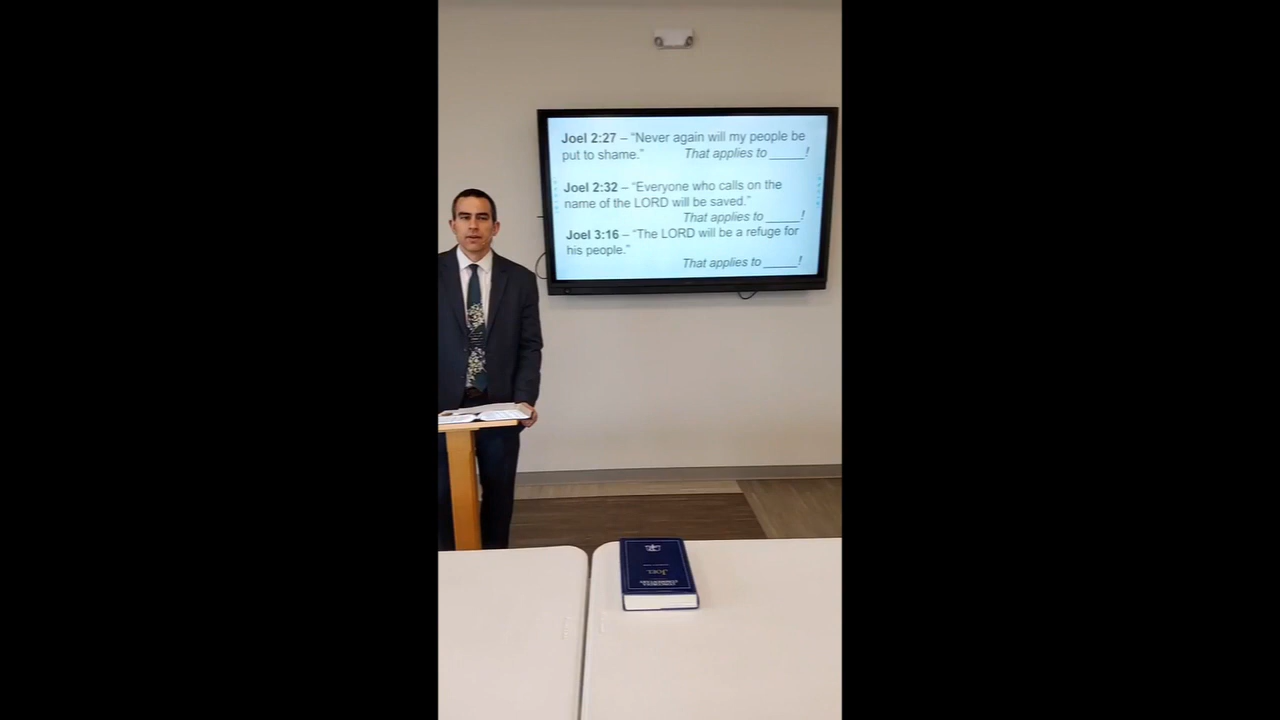 Joel 2:27 – “Never again will my people be
put to shame.” That applies to _____!
Joel 2:32 – “Everyone who calls on the
name of the LORD will be saved.”
That applies to _____!
Joel 3:16 – “The LORD will be a refuge for
his people.”
That applies to _____!
JOEL
CONCORDIA
COMMENTARY